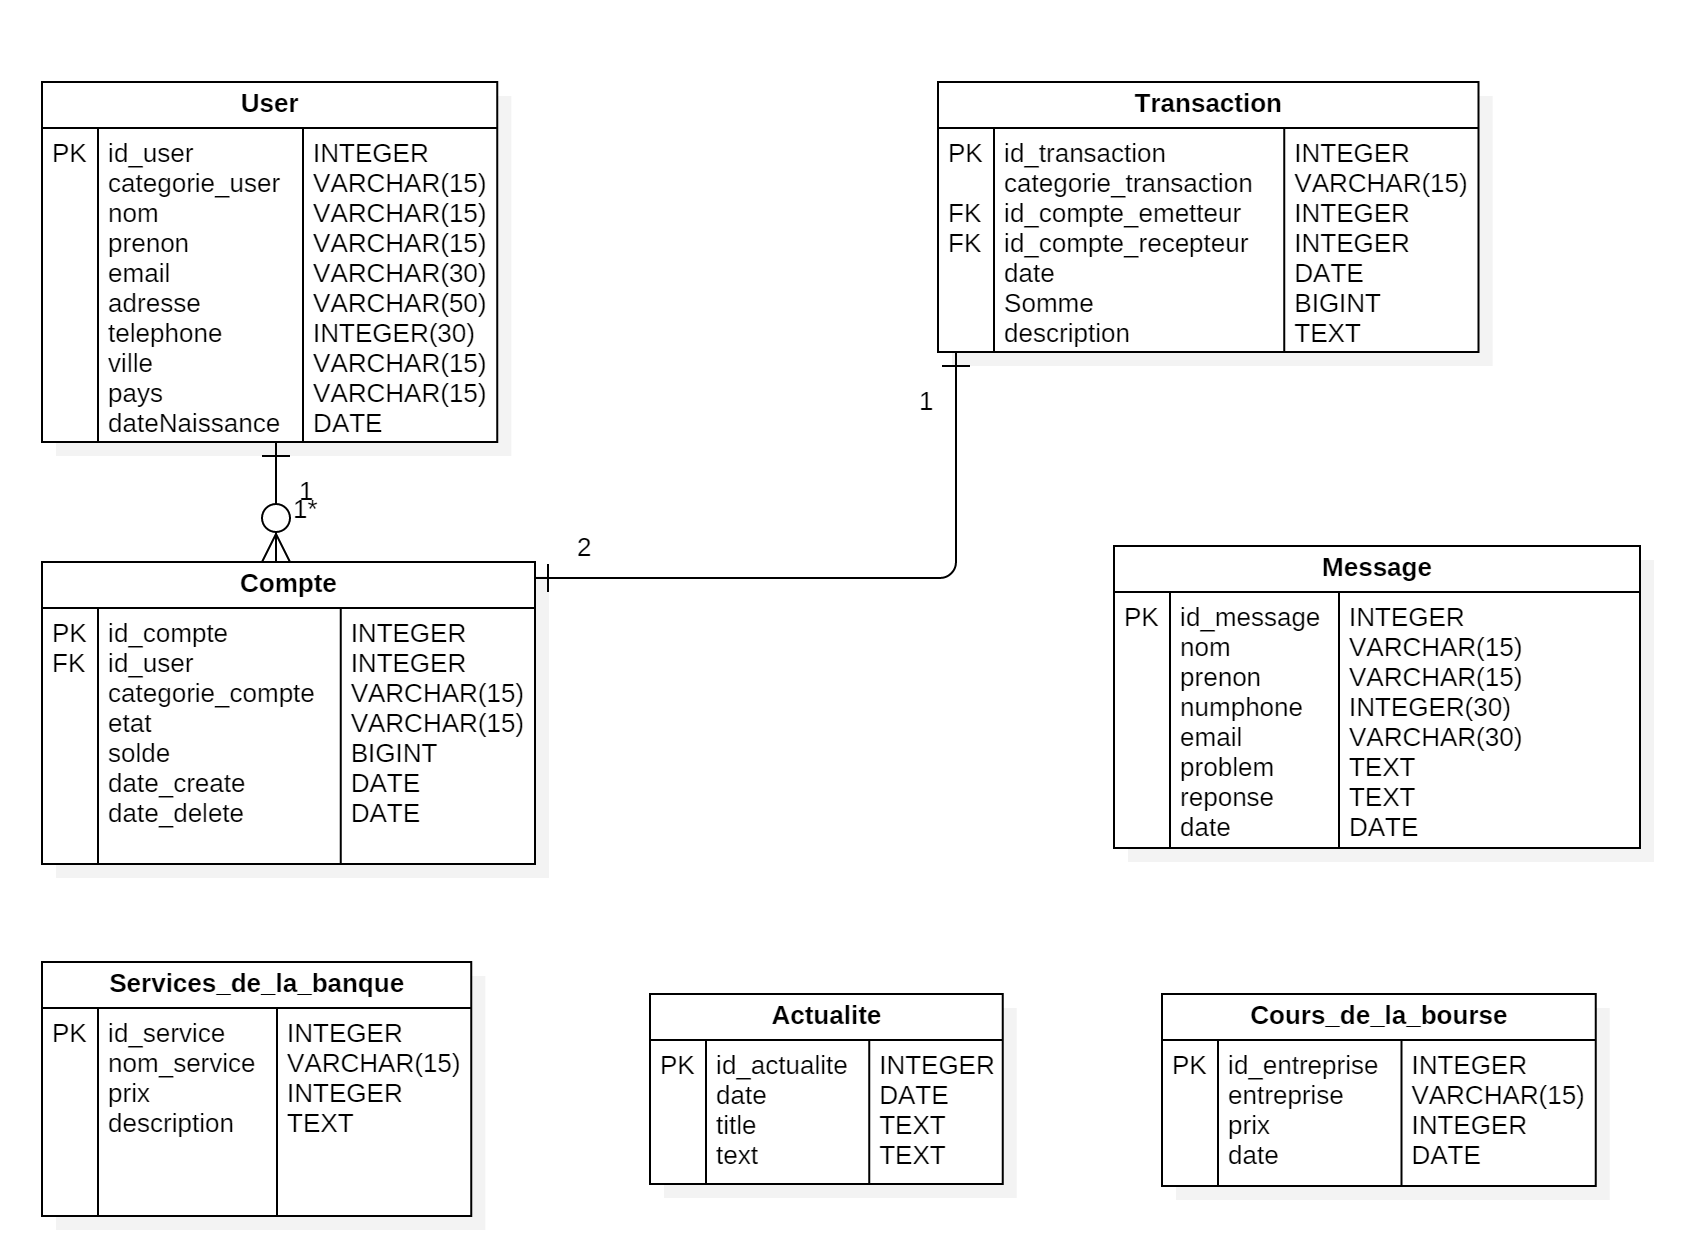 User
PK id_user INTEGER
categorie_user VARCHAR(15)
nom VARCHAR(15)
prenon VARCHAR(15)
email VARCHAR(30)
adresse VARCHAR(50)
telephone INTEGER(30)
ville VARCHAR(15)
pays VARCHAR(15)
dateNaissance DATE
Transaction
PK id_transaction INTEGER
categorie_transaction VARCHAR(15)
FK id_compte_emetteur INTEGER
FK id_compte_recepteur INTEGER
date DATE
Somme BIGINT
description TEXT
1
1
1*
2
Compte
PK id_compte INTEGER
FK id_user INTEGER
categorie_compte VARCHAR(15)
etat VARCHAR(15)
solde BIGINT
date_create DATE
date_delete DATE
Message
PK id_message INTEGER
nom VARCHAR(15)
prenon VARCHAR(15)
numphone INTEGER(30)
email VARCHAR(30)
problem TEXT
reponse TEXT
date DATE
Services_de_la_banque
PK id_service INTEGER
nom_service VARCHAR(15)
prix INTEGER
description TEXT
Actualite
PK id_actualite INTEGER
date DATE
title TEXT
text TEXT
Cours_de_la_bourse
PK id_entreprise INTEGER
entreprise VARCHAR(15)
prix INTEGER
date DATE